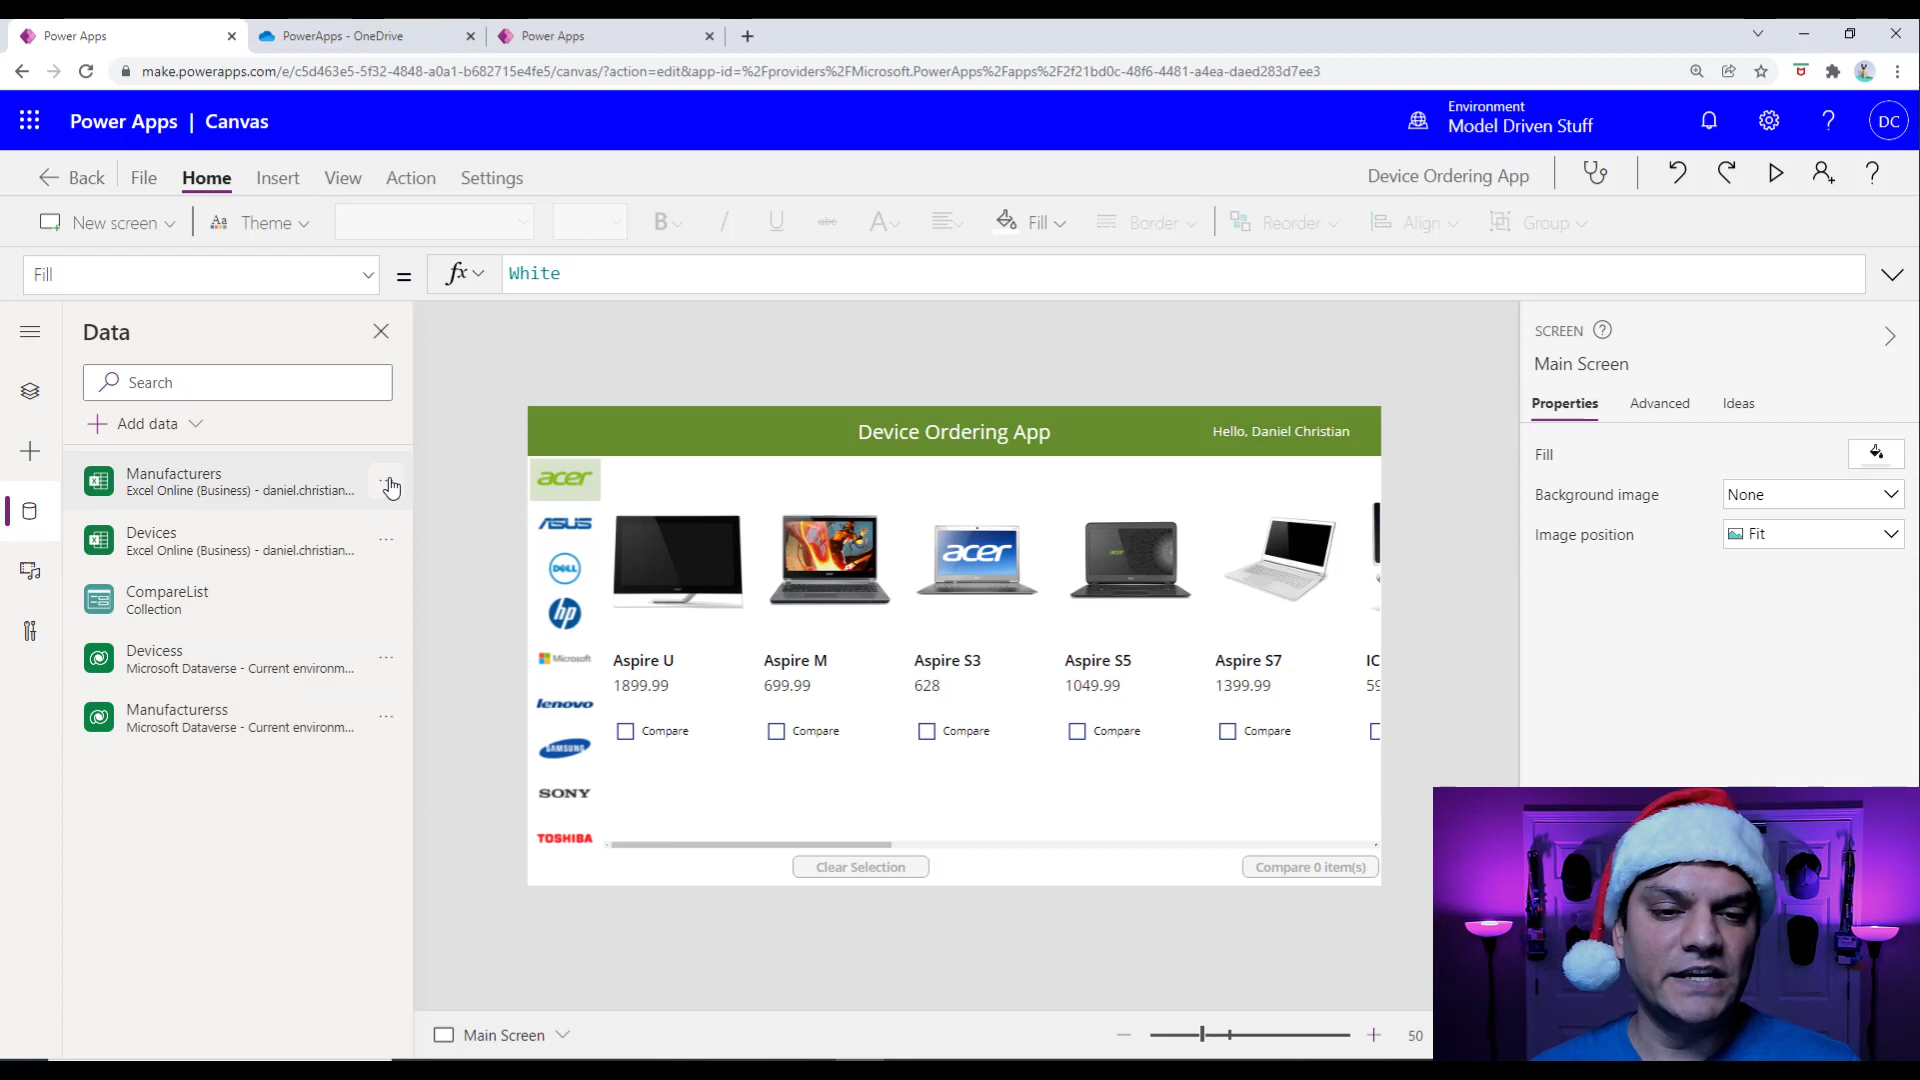 Power Apps
PowerApps - OneDrive
Power Apps
make.powerapps.com/e/c5d463e5-5f32-4848-a0a1-b682715e4fe5/canvas/?action=edit&app-id=%2Fproviders%2FMicrosoft.PowerApps%2Fapps%2F2f21bd0c-48f6-4481-a4ea-daed283d7ee3
Power Apps | Canvas
Environment
Model Driven Stuff
DC
Back
File
Home
Insert
View
Action
Settings
Device Ordering App
New screen
Theme
Fill
Border
Reorder
Align
Group
Fill
=
fx
White
Data
Search
Add data
Manufacturers
Excel Online (Business) - daniel.christian...
Devices
Excel Online (Business) - daniel.christian...
CompareList
Collection
Devicess
Microsoft Dataverse - Current environm...
Manufacturerss
Microsoft Dataverse - Current environm...
Device Ordering App
Hello, Daniel Christian
acer
ASUS
DELL
hp
Microsoft
lenovo
SAMSUNG
SONY
TOSHIBA
acer
Aspire U
1899.99
Compare
Aspire M
699.99
Compare
Aspire S3
628
Compare
Aspire S5
1049.99
Compare
Aspire S7
1399.99
Compare
IC
59
Clear Selection
Compare 0 item(s)
Main Screen
50
SCREEN
Main Screen
Properties
Advanced
Ideas
Fill
Background image
None
Image position
Fit